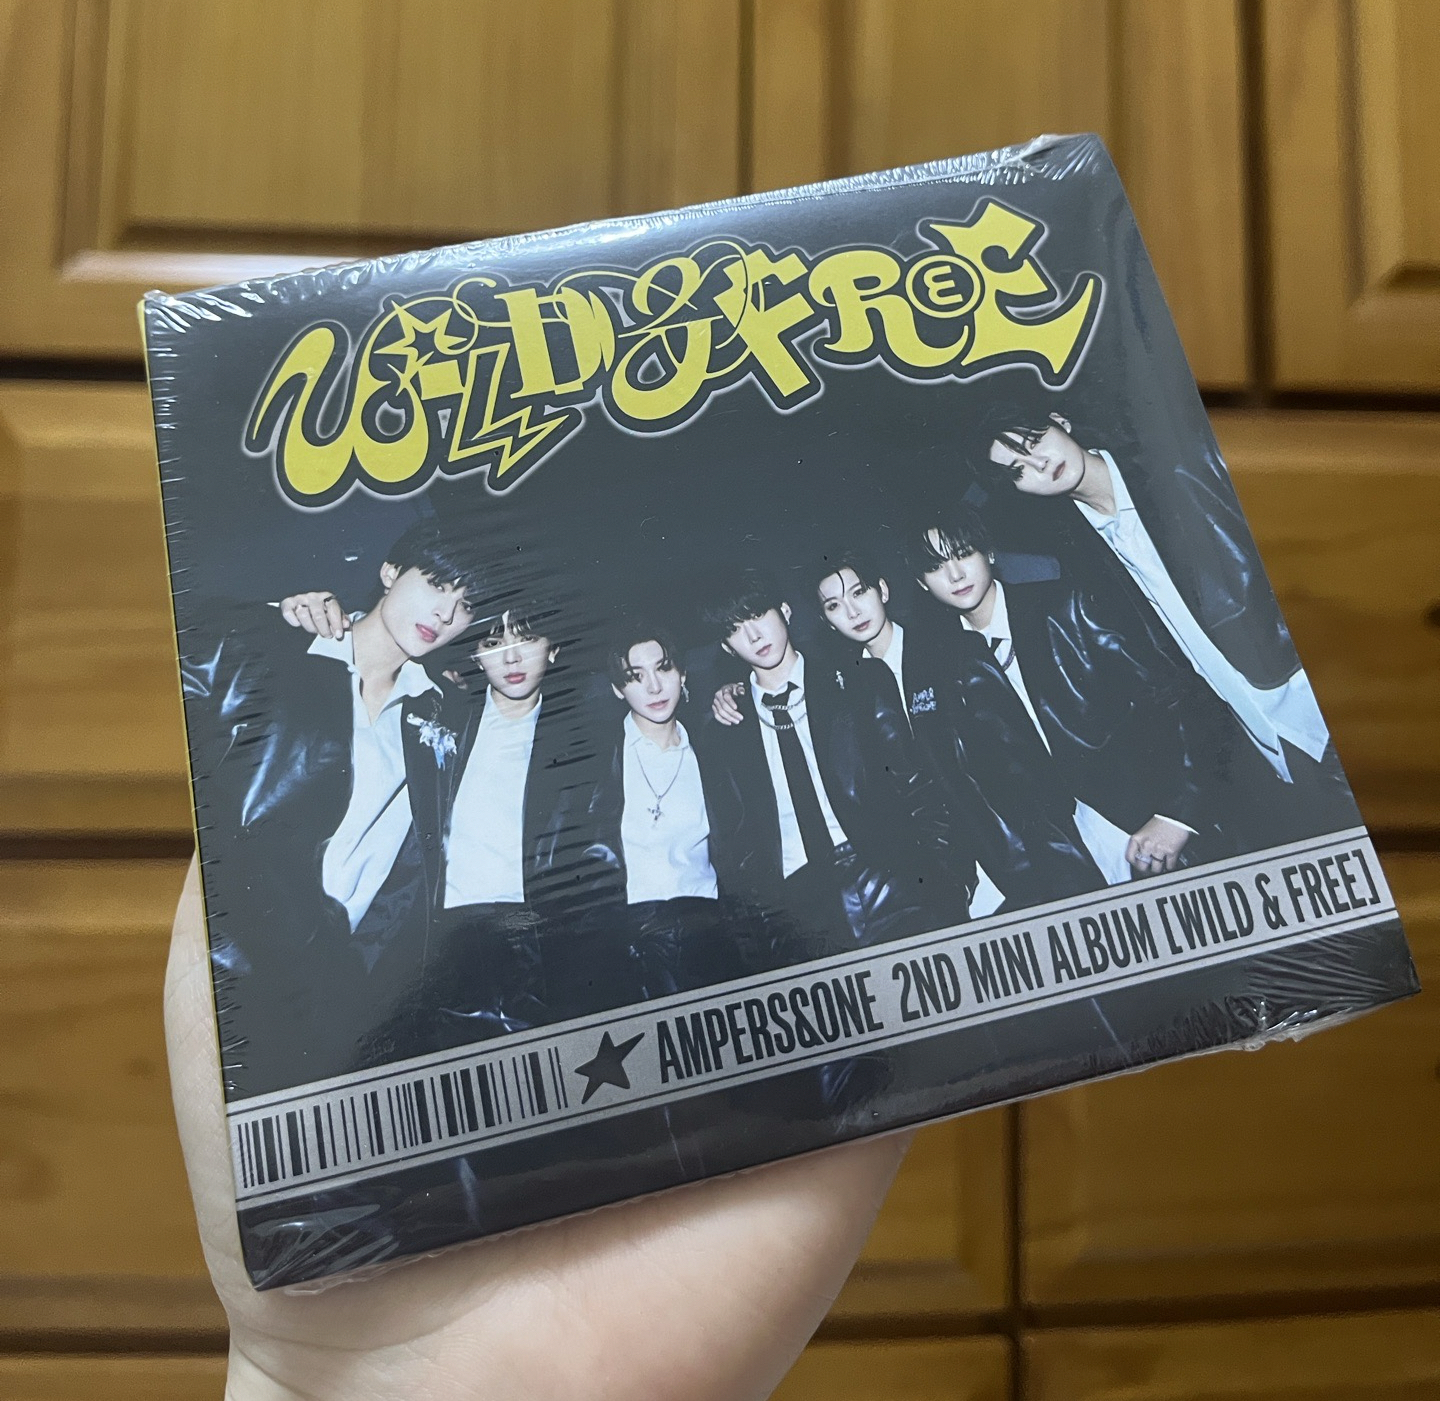 WILD & FREE
AMPERS&ONE 2ND MINI ALBUM [WILD & FREE]